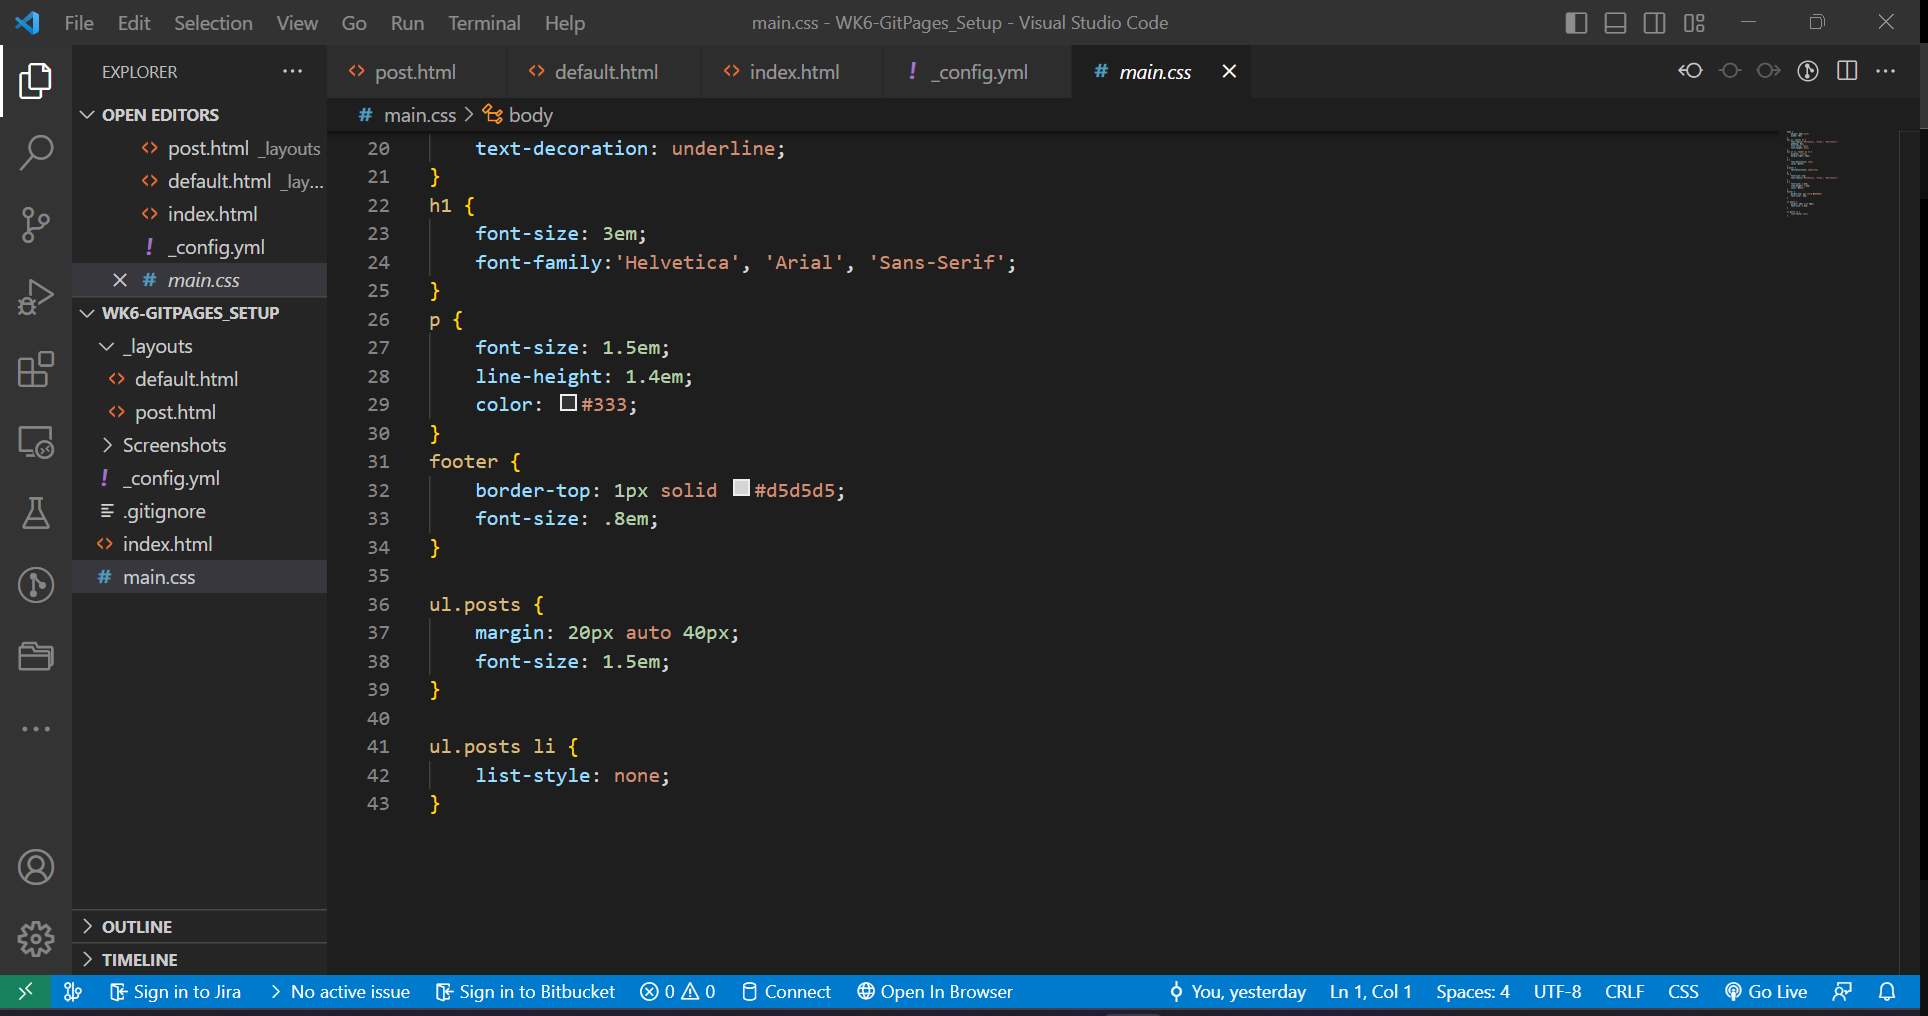 File Edit Selection View Go Run Terminal Help
main.css - WK6-GitPages_Setup - Visual Studio Code
EXPLORER
OPEN EDITORS
post.html _layouts
default.html _lay...
index.html
! _config.yml
# main.css
WK6-GITPAGES_SETUP
_layouts
default.html
post.html
Screenshots
! _config.yml
.gitignore
index.html
# main.css
OUTLINE
TIMELINE
post.html default.html index.html ! _config.yml # main.css
# main.css > body
20 text-decoration: underline;
21 }
22 h1 {
23 font-size: 3em;
24 font-family:'Helvetica', 'Arial', 'Sans-Serif';
25 }
26 p {
27 font-size: 1.5em;
28 line-height: 1.4em;
29 color: #333;
30 }
31 footer {
32 border-top: 1px solid #d5d5d5;
33 font-size: .8em;
34 }
35
36 ul.posts {
37 margin: 20px auto 40px;
38 font-size: 1.5em;
39 }
40
41 ul.posts li {
42 list-style: none;
43 }
Sign in to Jira No active issue Sign in to Bitbucket 0 0 Connect Open In Browser You, yesterday Ln 1, Col 1 Spaces: 4 UTF-8 CRLF CSS Go Live